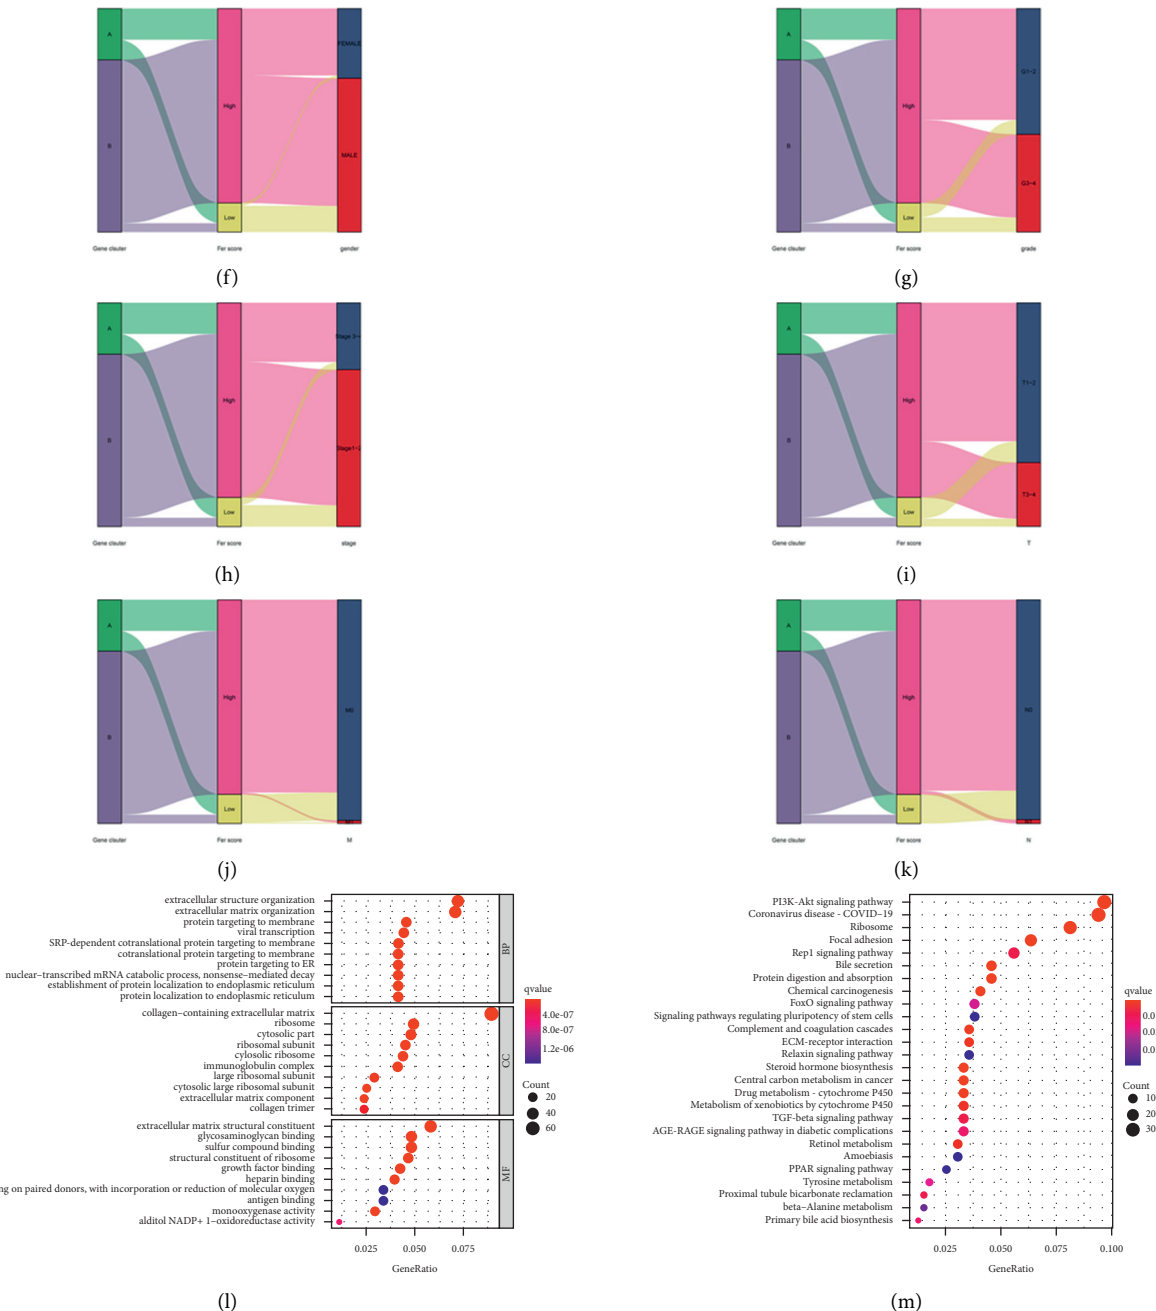 A
B
High
Low
FEMALE
MALE
Gene cluter
Fer score
gender
(f)
A
B
High
Low
G1-2
G3-4
Gene cluter
Fer score
grade
(g)
A
B
High
Low
Stage 3-
Stage1-2
Gene cluter
Fer score
stage
(h)
A
B
High
Low
T1-2
T3-4
Gene cluter
Fer score
T
(i)
A
B
High
Low
M0
Gene cluter
Fer score
M
(j)
A
B
High
Low
N0
Gene cluter
Fer score
N
(k)
extracellular structure organization
extracellular matrix organization
protein targeting to membrane
viral transcription
SRP-dependent cotranslational protein targeting to membrane
cotranslational protein targeting to membrane
protein targeting to ER
nuclear-transcribed mRNA catabolic process, nonsense-mediated decay
establishment of protein localization to endoplasmic reticulum
protein localization to endoplasmic reticulum
BP
collagen-containing extracellular matrix
ribosome
cytosolic part
ribosomal subunit
cylosolic ribosome
immunoglobulin complex
large ribosomal subunit
cytosolic large ribosomal subunit
extracellular matrix component
collagen trimer
CC
extracellular matrix structural constituent
glycosaminoglycan binding
sulfur compound binding
structural constituent of ribosome
growth factor binding
heparin binding
ng on paired donors, with incorporation or reduction of molecular oxygen
antigen binding
monooxygenase activity
alditol NADP+ 1-oxidoreductase activity
MF
0.025 0.050 0.075
GeneRatio
qvalue
4.0e-07
8.0e-07
1.2e-06
Count
20
40
60
(l)
PI3K-Akt signaling pathway
Coronavirus disease - COVID-19
Ribosome
Focal adhesion
Rep1 signaling pathway
Bile secretion
Protein digestion and absorption
Chemical carcinogenesis
FoxO signaling pathway
Signaling pathways regulating pluripotency of stem cells
Complement and coagulation cascades
ECM-receptor interaction
Relaxin signaling pathway
Steroid hormone biosynthesis
Central carbon metabolism in cancer
Drug metabolism - cytochrome P450
Metabolism of xenobiotics by cytochrome P450
TGF-beta signaling pathway
AGE-RAGE signaling pathway in diabetic complications
Retinol metabolism
Amoebiasis
PPAR signaling pathway
Tyrosine metabolism
Proximal tubule bicarbonate reclamation
beta-Alanine metabolism
Primary bile acid biosynthesis
0.025 0.050 0.075 0.100
GeneRatio
qvalue
0.0
0.0
0.0
Count
10
20
30
(m)